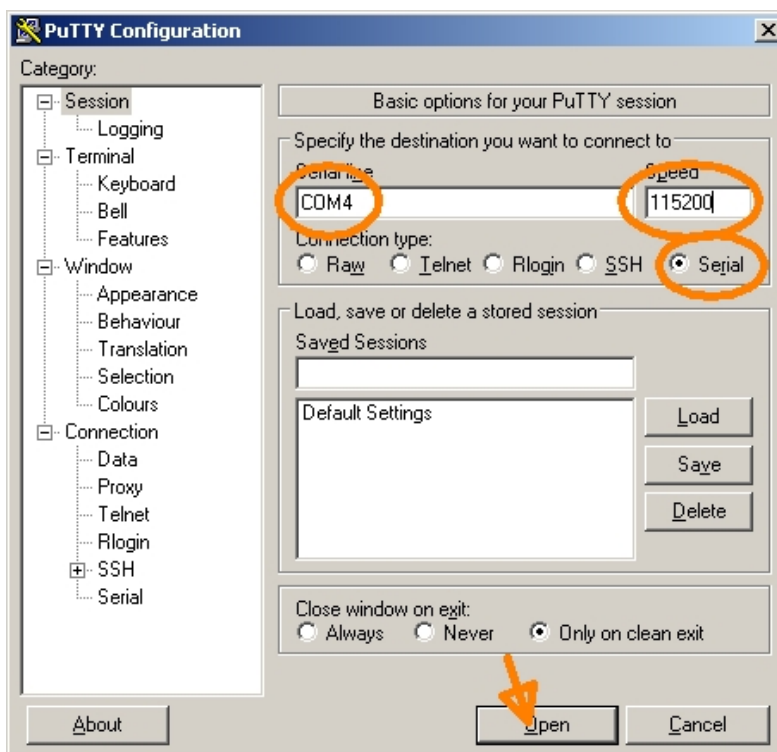 PuTTY Configuration
Category:
Session
Logging
Terminal
Keyboard
Bell
Features
Window
Appearance
Behaviour
Translation
Selection
Colours
Connection
Data
Proxy
Telnet
Rlogin
SSH
Serial
Basic options for your PuTTY session
Specify the destination you want to connect to
Serial line Speed
COM4 115200
Connection type:
Raw Telnet Rlogin SSH Serial
Load, save or delete a stored session
Saved Sessions
Default Settings
Load
Save
Delete
Close window on exit:
Always Never Only on clean exit
About Open Cancel